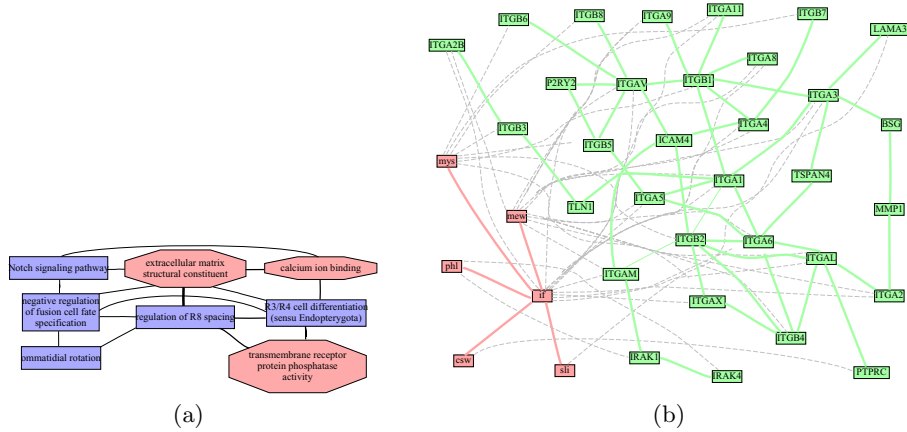 extracellular matrix
structural constituent
Notch signaling pathway
calcium ion binding
negative regulation
of fusion cell fate
specification
regulation of R8 spacing
R3/R4 cell differentiation
(sensu Endopterygota)
ommatidial rotation
transmembrane receptor
protein phosphatase
activity
(a)
ITGB6
ITGB8
ITGA9
ITGA11
ITGB7
LAMA3
ITGA2B
ITGA8
P2RY2
ITGAV
ITGB1
ITGA3
ITGB3
ITGB5
ICAM4
ITGA4
BSG
mys
ITGA1
TSPAN4
ITGA5
TLN1
MMP1
mew
ITGB2
ITGA6
ITGAL
phl
ITGAM
if
ITGAX
ITGA2
ITGB4
csw
sli
IRAK1
IRAK4
PTPRC
(b)